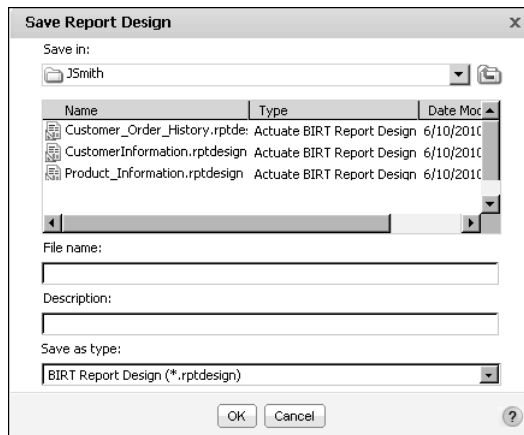 Save Report Design x
Save in:
JSmith
Name Type Date Mod
Customer_Order_History.rptde: Actuate BIRT Report Design 6/10/2010
CustomerInformation.rptdesign Actuate BIRT Report Design 6/10/2010
Product_Information.rptdesign Actuate BIRT Report Design 6/10/2010
File name:
Description:
Save as type:
BIRT Report Design (*.rptdesign)
OK Cancel ?